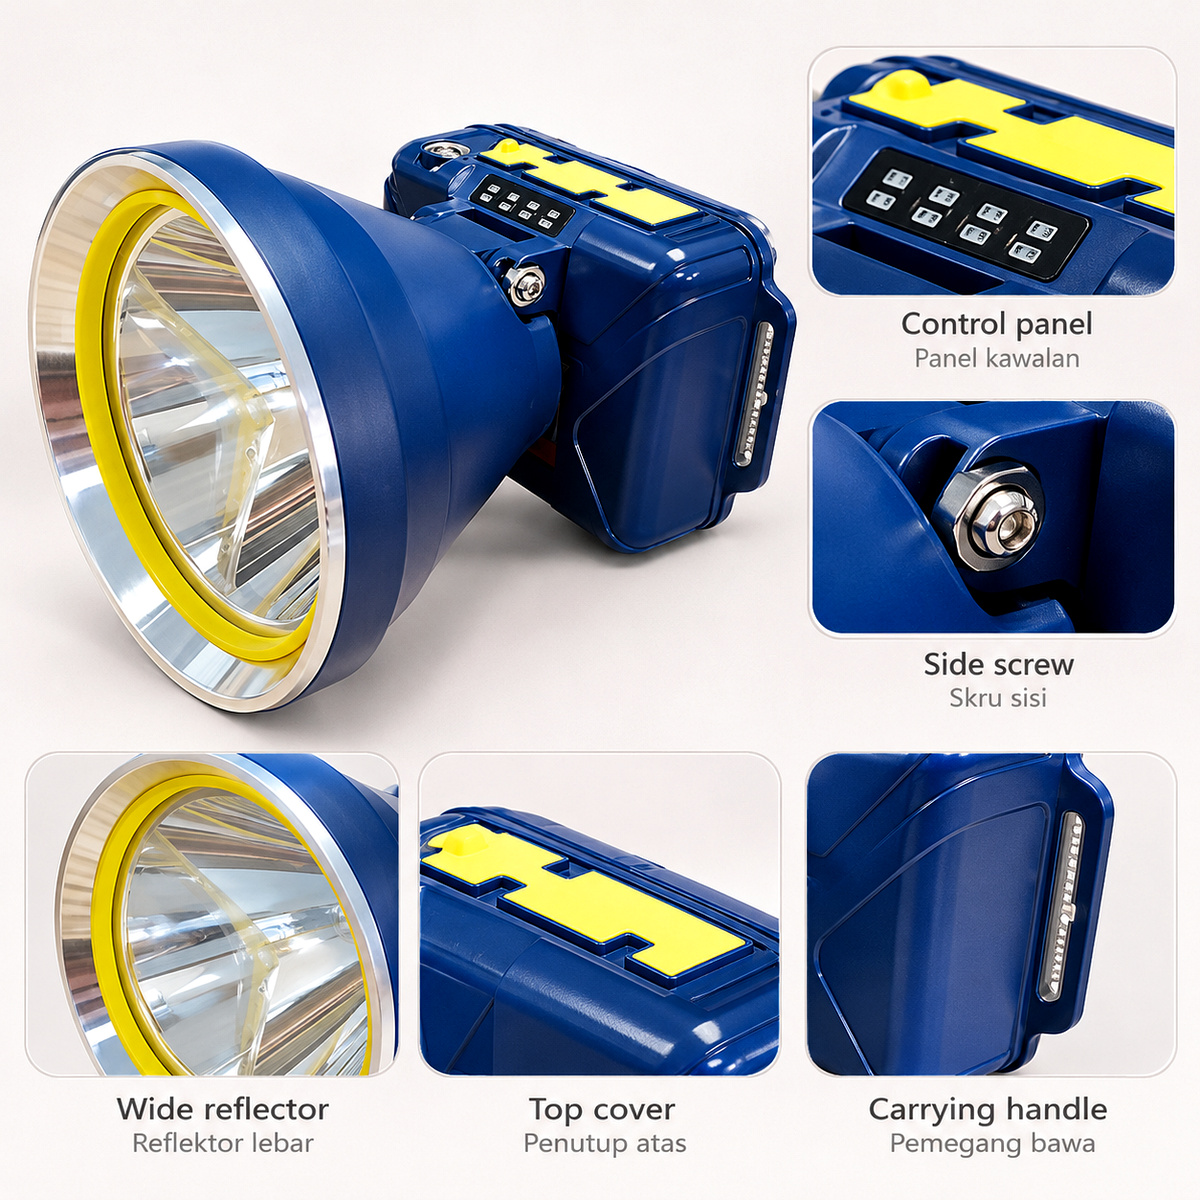 Control panel
Panel kawalan
Side screw
Skru sisi
Wide reflector
Reflektor lebar
Top cover
Penutup atas
Carrying handle
Pemegang bawa